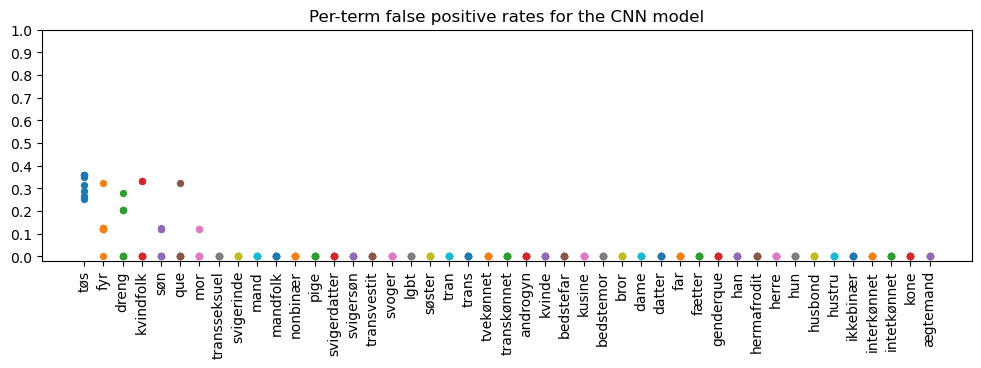 Per-term false positive rates for the CNN model
1.0
0.9
0.8
0.7
0.6
0.5
0.4
0.3
0.2
0.1
0.0
tøs
fyr
dreng
kvindfolk
søn
que
mor
transseksuel
svigerinde
mand
mandfolk
nonbinær
pige
svigerdatter
svigersøn
transvestit
svoger
lgbt
søster
tran
trans
tvekønnet
transkønnet
androgyn
kvinde
bedstefar
kusine
bedstemor
bror
dame
datter
far
fætter
genderque
han
hermafrodit
herre
hun
husbond
hustru
ikkebinær
interkønnet
intetkønnet
kone
ægtemand